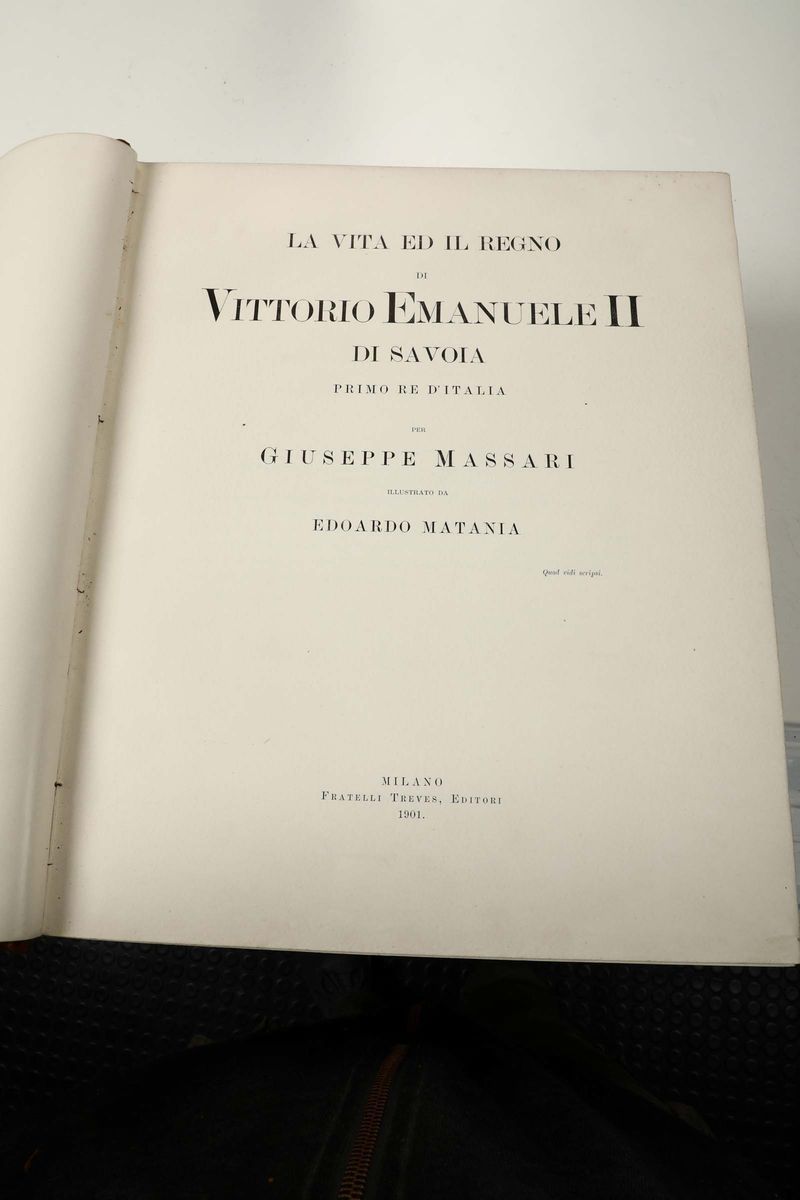 LA VITA ED IL REGNO
DI
VITTORIO EMANUELE II
DI SAVOIA
PRIMO RE D'ITALIA
PER
GIUSEPPE MASSARI
ILLUSTRATO DA
EDOARDO MATANIA
Quod vidi scripsi.
MILANO
FRATELLI TREVES, EDITORI
1901.